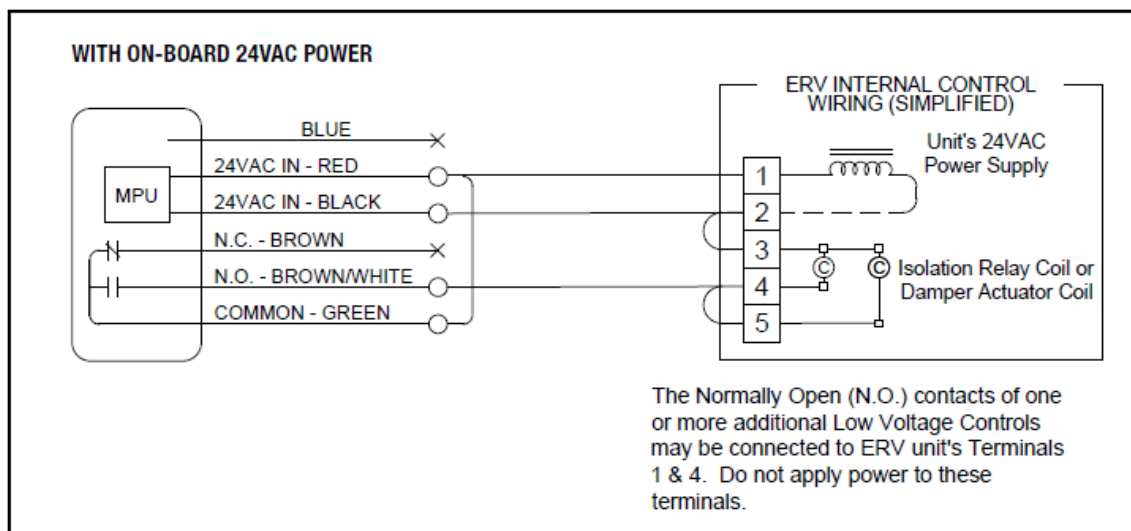 WITH ON-BOARD 24VAC POWER
ERV INTERNAL CONTROL
WIRING (SIMPLIFIED)
BLUE
24VAC IN - RED
24VAC IN - BLACK
N.C. - BROWN
N.O. - BROWN/WHITE
COMMON - GREEN
MPU
1
2
3
4
5
Unit's 24VAC
Power Supply
C
C
Isolation Relay Coil or
Damper Actuator Coil
The Normally Open (N.O.) contacts of one
or more additional Low Voltage Controls
may be connected to ERV unit's Terminals
1 & 4. Do not apply power to these
terminals.